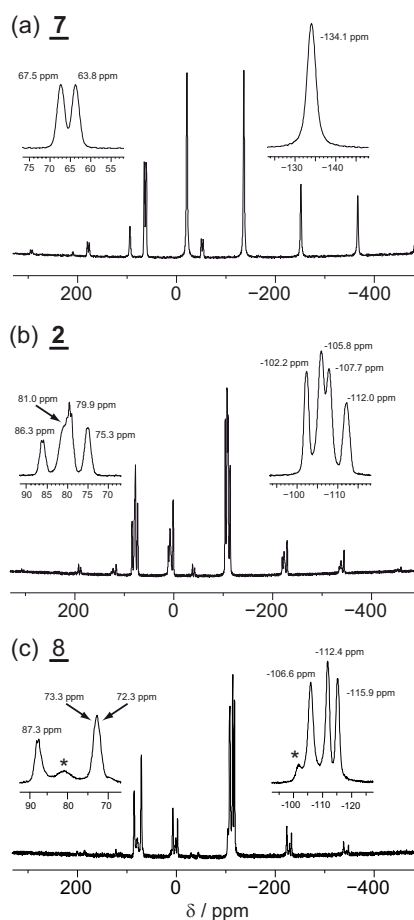 (a) 7
67.5 ppm 63.8 ppm
-134.1 ppm
75 70 65 60 55
−130 −140
200 0 −200 −400
(b) 2
81.0 ppm
79.9 ppm
86.3 ppm
75.3 ppm
-105.8 ppm
-102.2 ppm
-107.7 ppm
-112.0 ppm
90 85 80 75 70
−100 −110
200 0 −200 −400
(c) 8
73.3 ppm 72.3 ppm
87.3 ppm
*
-112.4 ppm
-106.6 ppm
-115.9 ppm
*
90 80 70
−100 −110 −120
200 0 −200 −400
δ / ppm